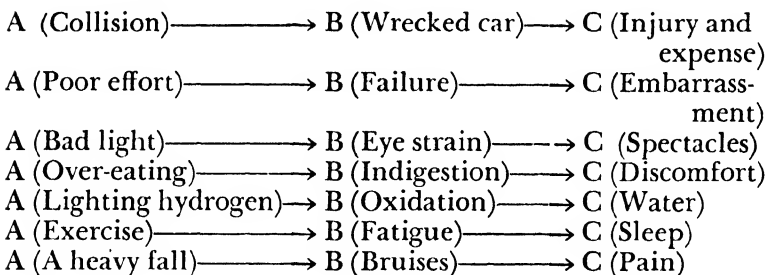 A (Collision)————→ B (Wrecked car)——→ C (Injury and
expense)
A (Poor effort)————→ B (Failure)————→ C (Embarrass-
ment)
A (Bad light)————→ B (Eye strain)——–→ C (Spectacles)
A (Over-eating)————→ B (Indigestion)——→ C (Discomfort)
A (Lighting hydrogen)—→ B (Oxidation)———→ C (Water)
A (Exercise)—————→ B (Fatigue)————→ C (Sleep)
A (A heavy fall)————→ B (Bruises)————→ C (Pain)